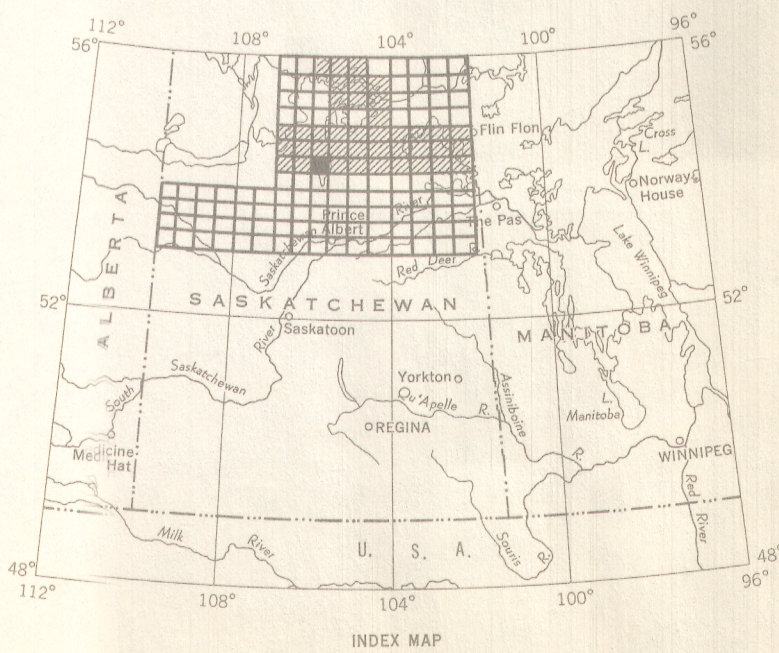 112°
108°
104°
100°
96°
56°
56°
Flin Flon
Cross
L.
Norway
House
River
The Pas
Prince
Albert
Saskatchewan
Red Deer
Lake Winnipeg
ALBERTA
52°
SASKATCHEWAN
52°
MANITOBA
Saskatoon
River
Saskatchewan
South
Yorkton
Qu'Apelle R.
Assiniboine
R.
L.
Manitoba
REGINA
Medicine
Hat
WINNIPEG
Red
River
Milk River
U. S. A.
Souris
R.
48°
48°
112°
108°
104°
100°
96°
INDEX MAP